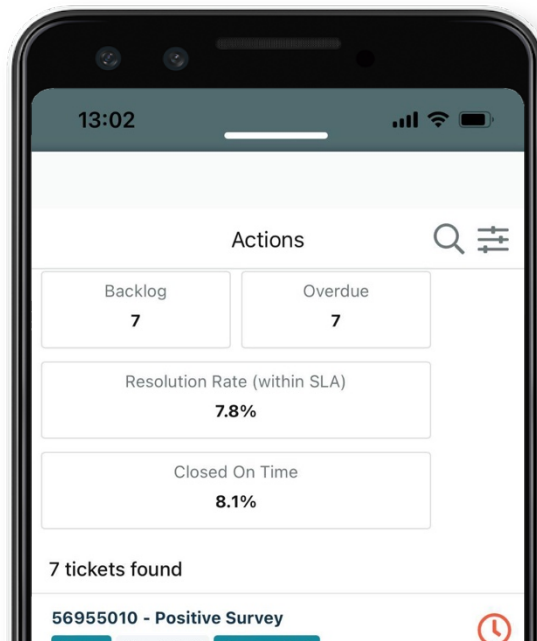 13:02
Actions
Backlog
7
Overdue
7
Resolution Rate (within SLA)
7.8%
Closed On Time
8.1%
7 tickets found
56955010 - Positive Survey